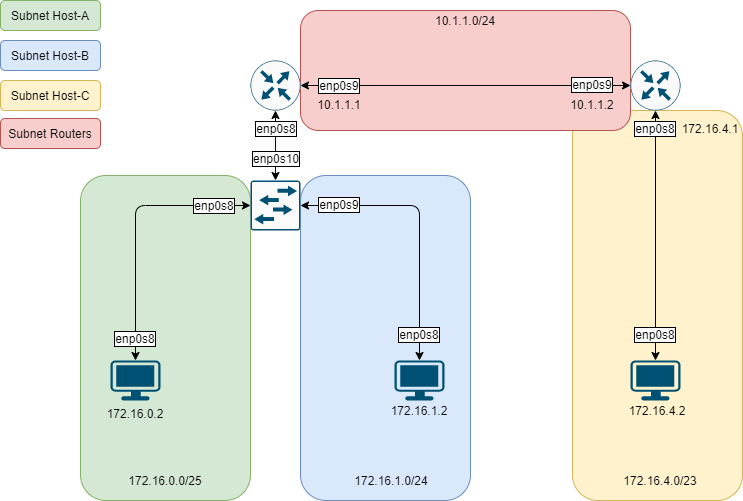 Subnet Host-A
Subnet Host-B
Subnet Host-C
Subnet Routers
10.1.1.0/24
enp0s9
enp0s9
10.1.1.1
10.1.1.2
enp0s8
enp0s8
172.16.4.1
enp0s10
enp0s8
enp0s9
enp0s8
enp0s8
enp0s8
172.16.0.2
172.16.1.2
172.16.4.2
172.16.0.0/25
172.16.1.0/24
172.16.4.0/23